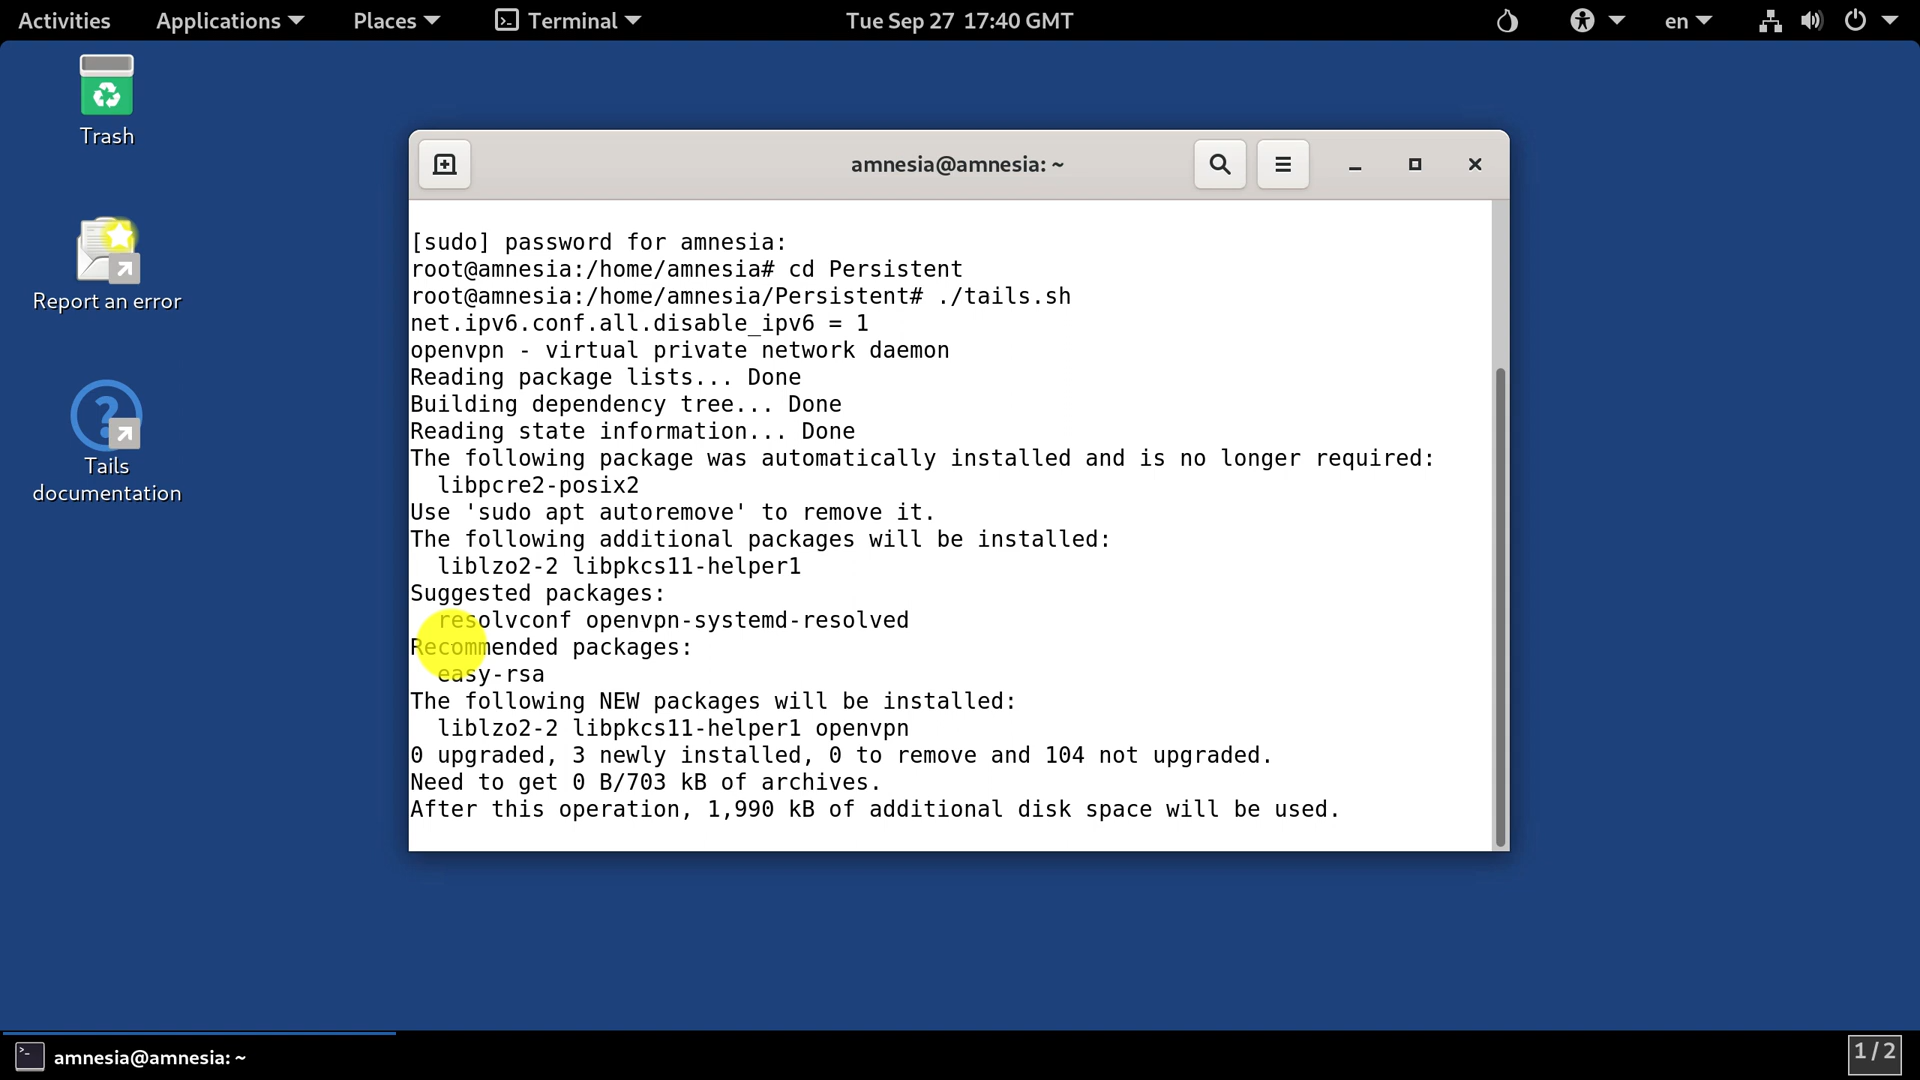 Activities Applications Places Terminal Tue Sep 27 17:40 GMT en
Trash
Report an error
Tails
documentation
amnesia@amnesia: ~
[sudo] password for amnesia:
root@amnesia:/home/amnesia# cd Persistent
root@amnesia:/home/amnesia/Persistent# ./tails.sh
net.ipv6.conf.all.disable_ipv6 = 1
openvpn - virtual private network daemon
Reading package lists... Done
Building dependency tree... Done
Reading state information... Done
The following package was automatically installed and is no longer required:
  libpcre2-posix2
Use 'sudo apt autoremove' to remove it.
The following additional packages will be installed:
  liblzo2-2 libpkcs11-helper1
Suggested packages:
  resolvconf openvpn-systemd-resolved
Recommended packages:
  easy-rsa
The following NEW packages will be installed:
  liblzo2-2 libpkcs11-helper1 openvpn
0 upgraded, 3 newly installed, 0 to remove and 104 not upgraded.
Need to get 0 B/703 kB of archives.
After this operation, 1,990 kB of additional disk space will be used.
amnesia@amnesia: ~
1/2